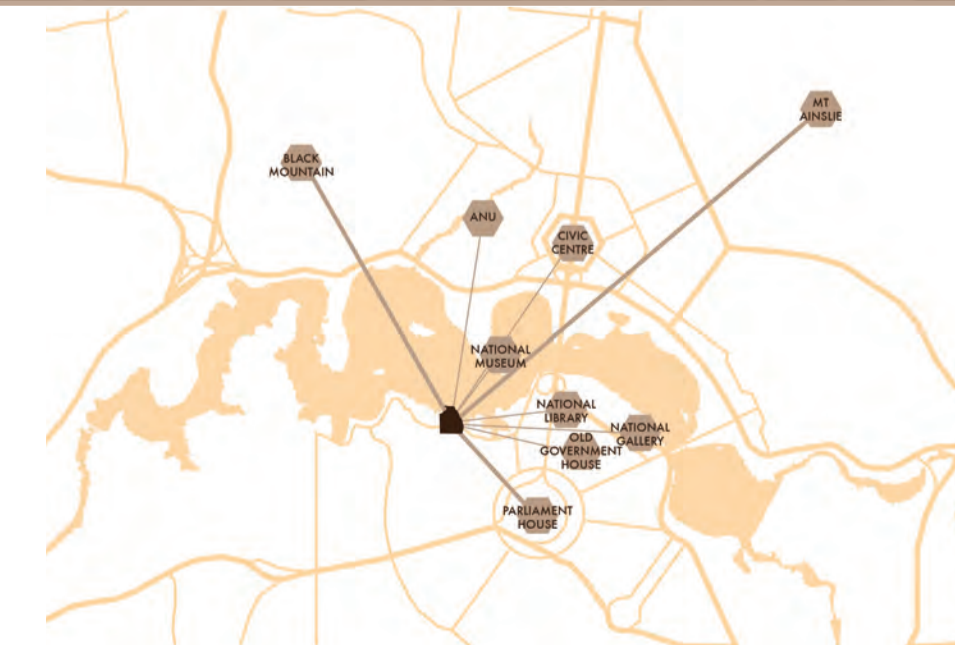 MT
AINSLIE
BLACK
MOUNTAIN
ANU
CIVIC
CENTRE
NATIONAL
MUSEUM
NATIONAL
LIBRARY
NATIONAL
GALLERY
OLD
GOVERNMENT
HOUSE
PARLIAMENT
HOUSE